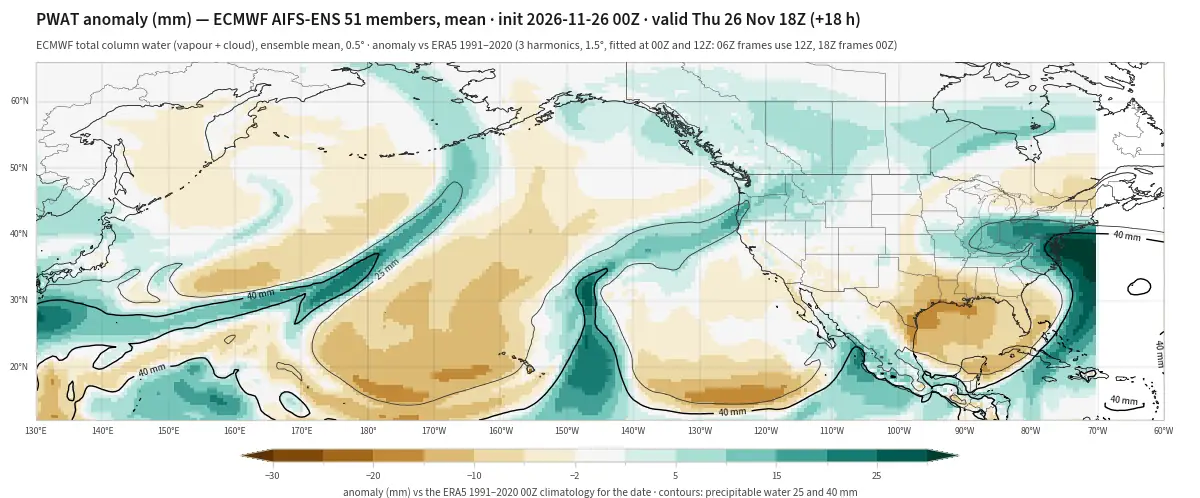 PWAT anomaly (mm) — ECMWF AIFS-ENS 51 members, mean · init 2026-11-26 00Z · valid Thu 26 Nov 18Z (+18 h)
ECMWF total column water (vapour + cloud), ensemble mean, 0.5° · anomaly vs ERA5 1991–2020 (3 harmonics, 1.5°, fitted at 00Z and 12Z: 06Z frames use 12Z, 18Z frames 00Z)
60°N
50°N
40°N
40 mm
25 mm
40 mm
30°N
40 mm
40 mm
20°N
40 mm
40 mm
130°E 140°E 150°E 160°E 170°E 180° 170°W 160°W 150°W 140°W 130°W 120°W 110°W 100°W 90°W 80°W 70°W 60°W
−30 −20 −10 −2 5 15 25
anomaly (mm) vs the ERA5 1991–2020 00Z climatology for the date · contours: precipitable water 25 and 40 mm